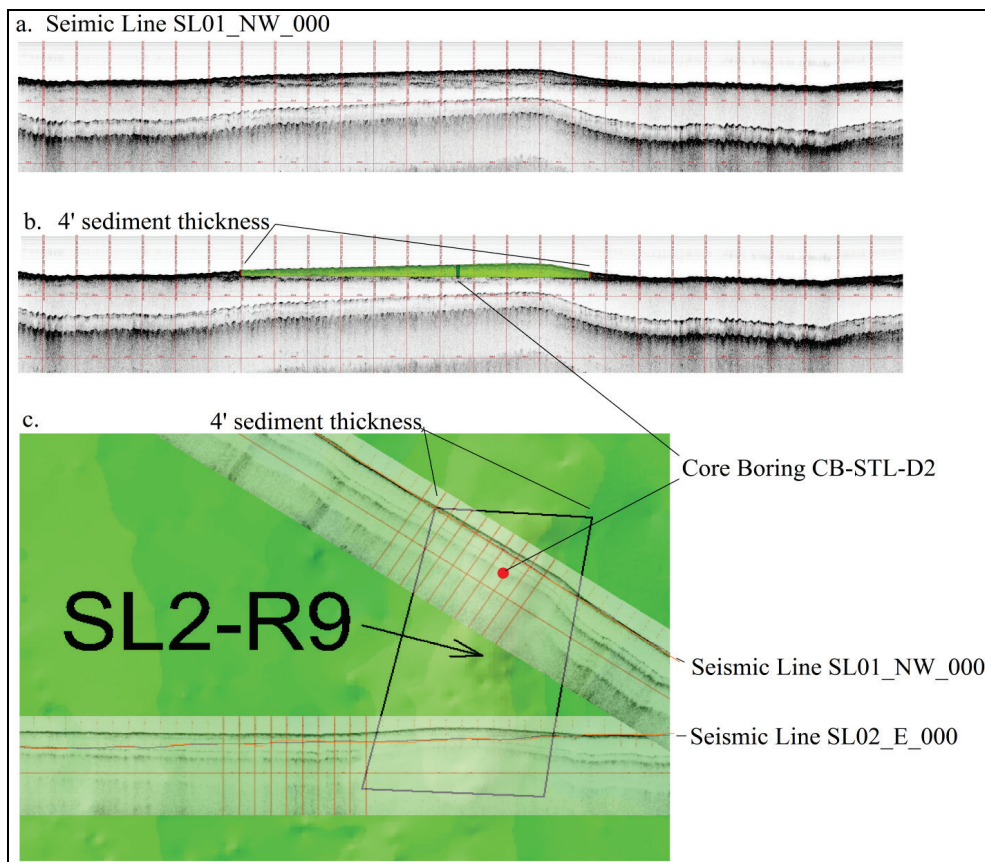 a. Seimic Line SL01_NW_000
b. 4' sediment thickness
c. 4' sediment thickness
Core Boring CB-STL-D2
SL2-R9
Seismic Line SL01_NW_000
Seismic Line SL02_E_000